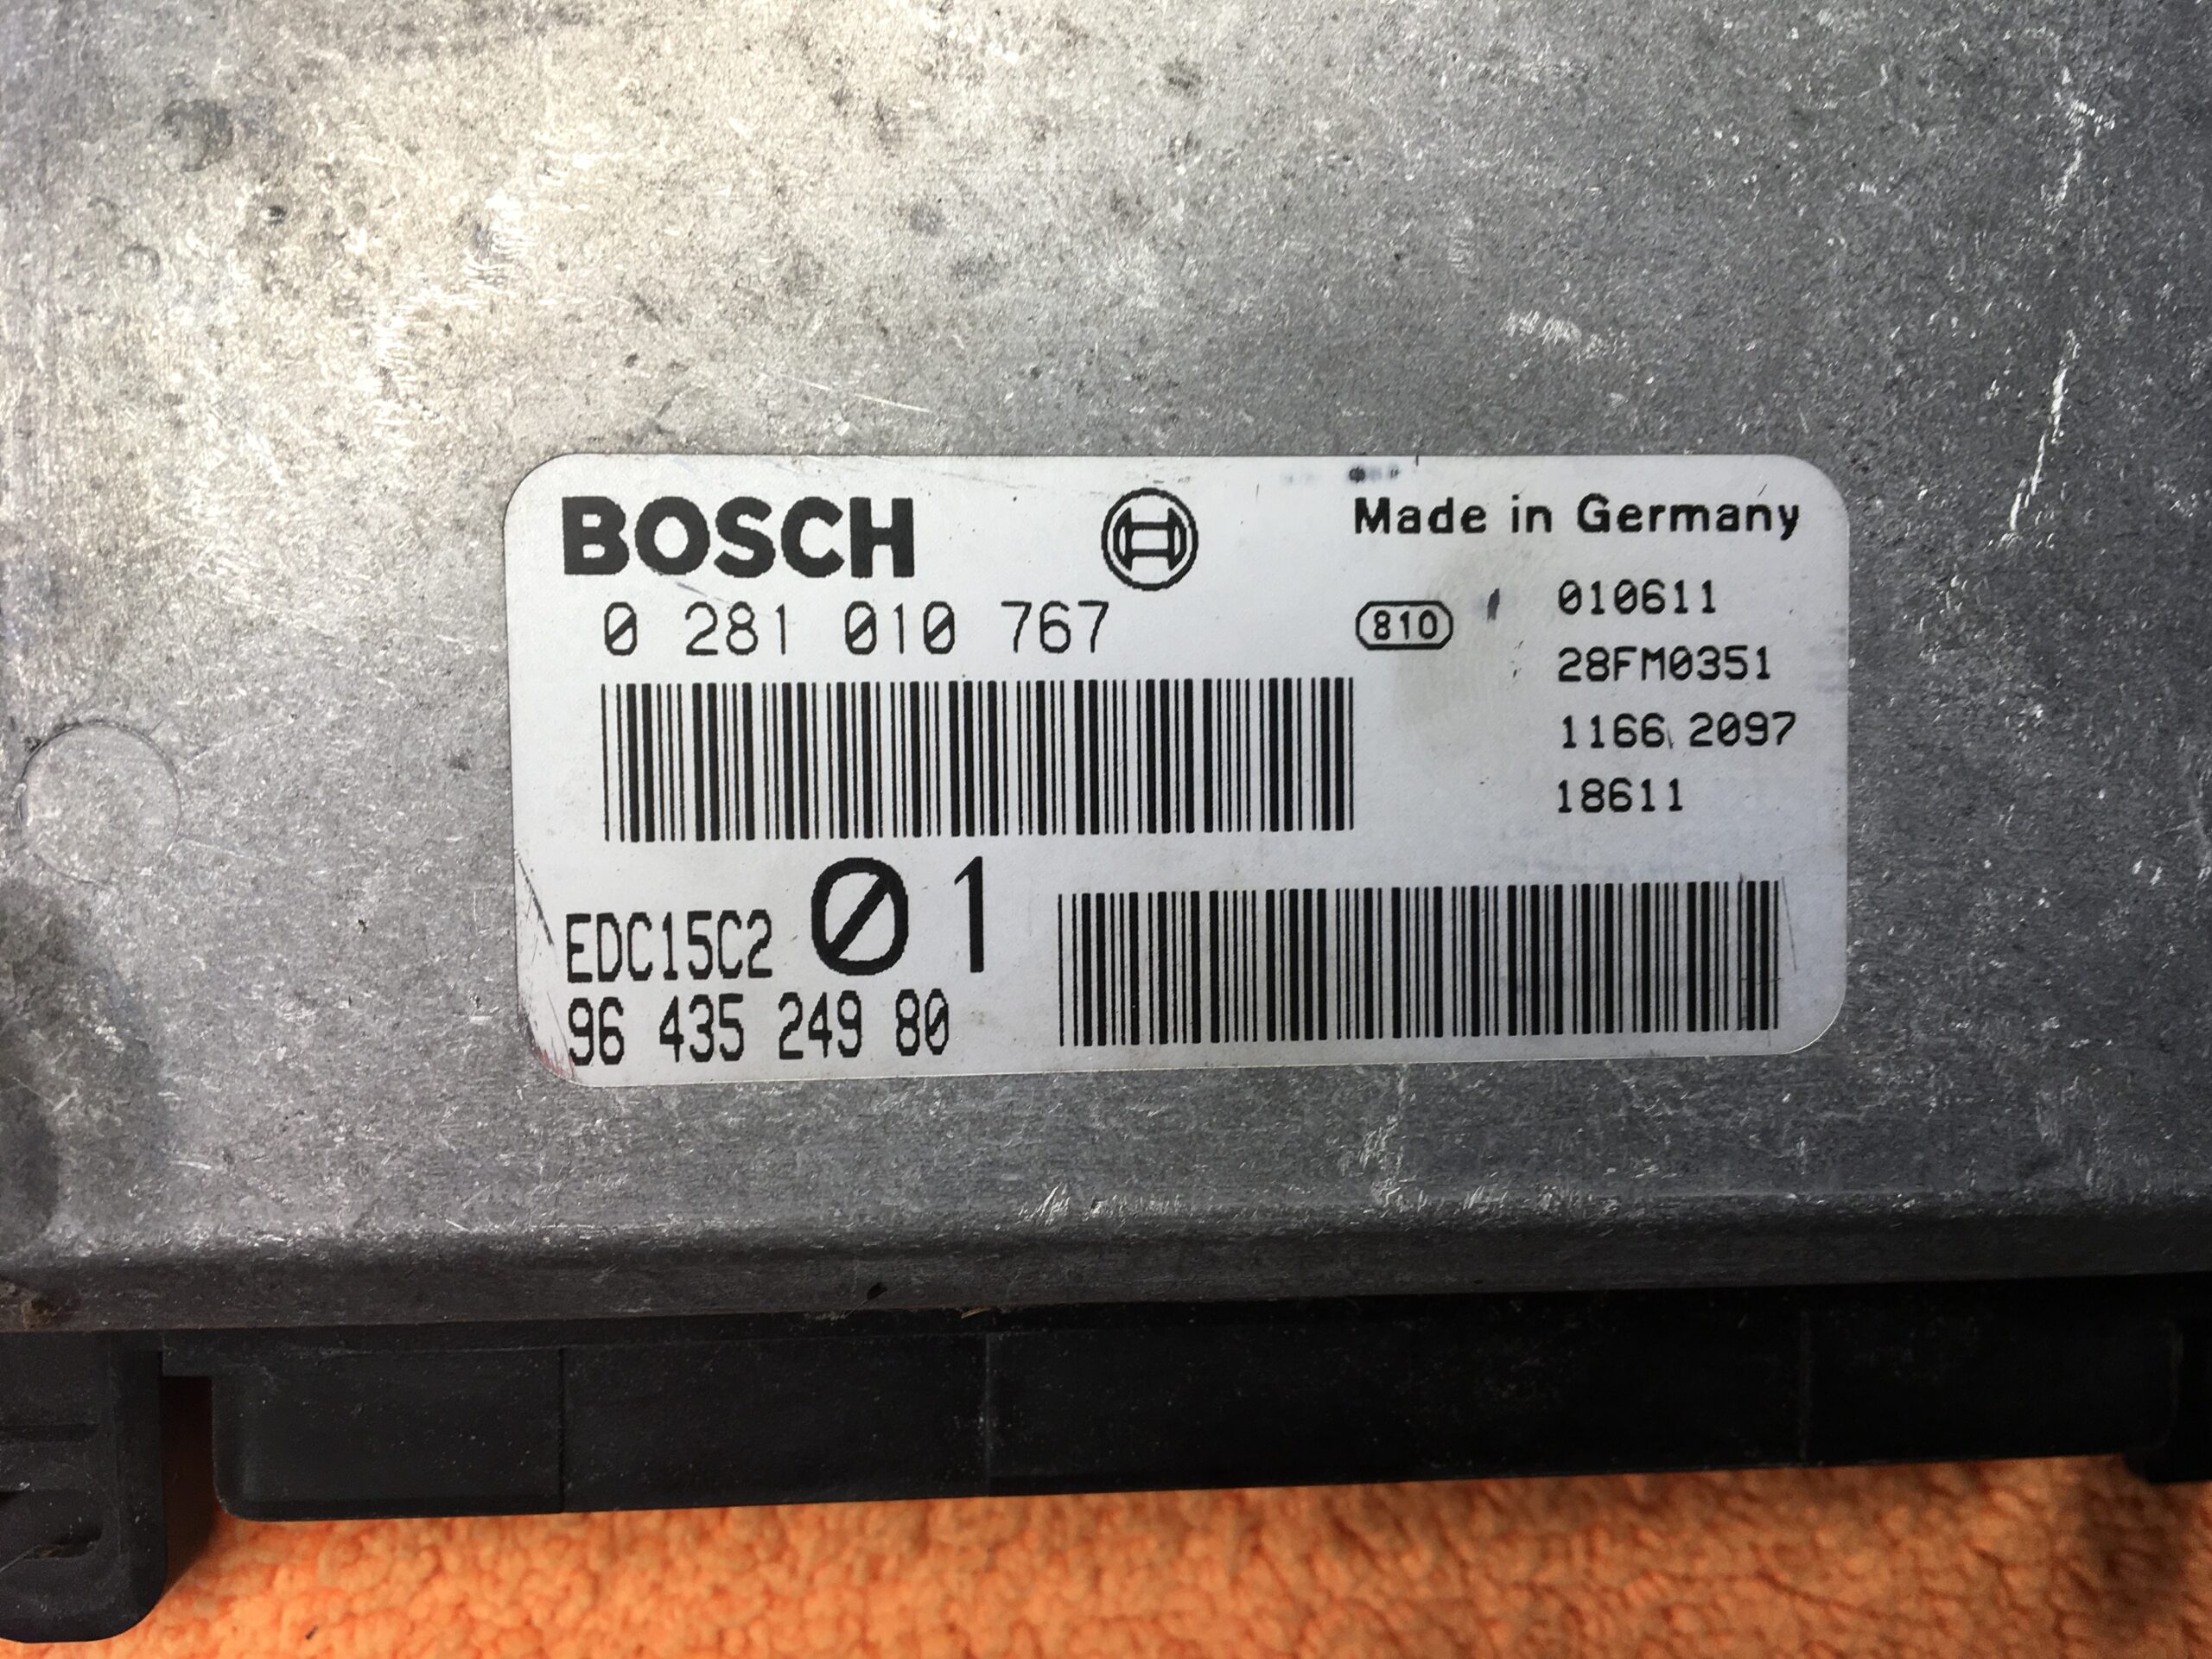 BOSCH
Made in Germany
0 281 010 767
810
010611
28FM0351
1166 2097
18611
EDC15C2 01
96 435 249 80